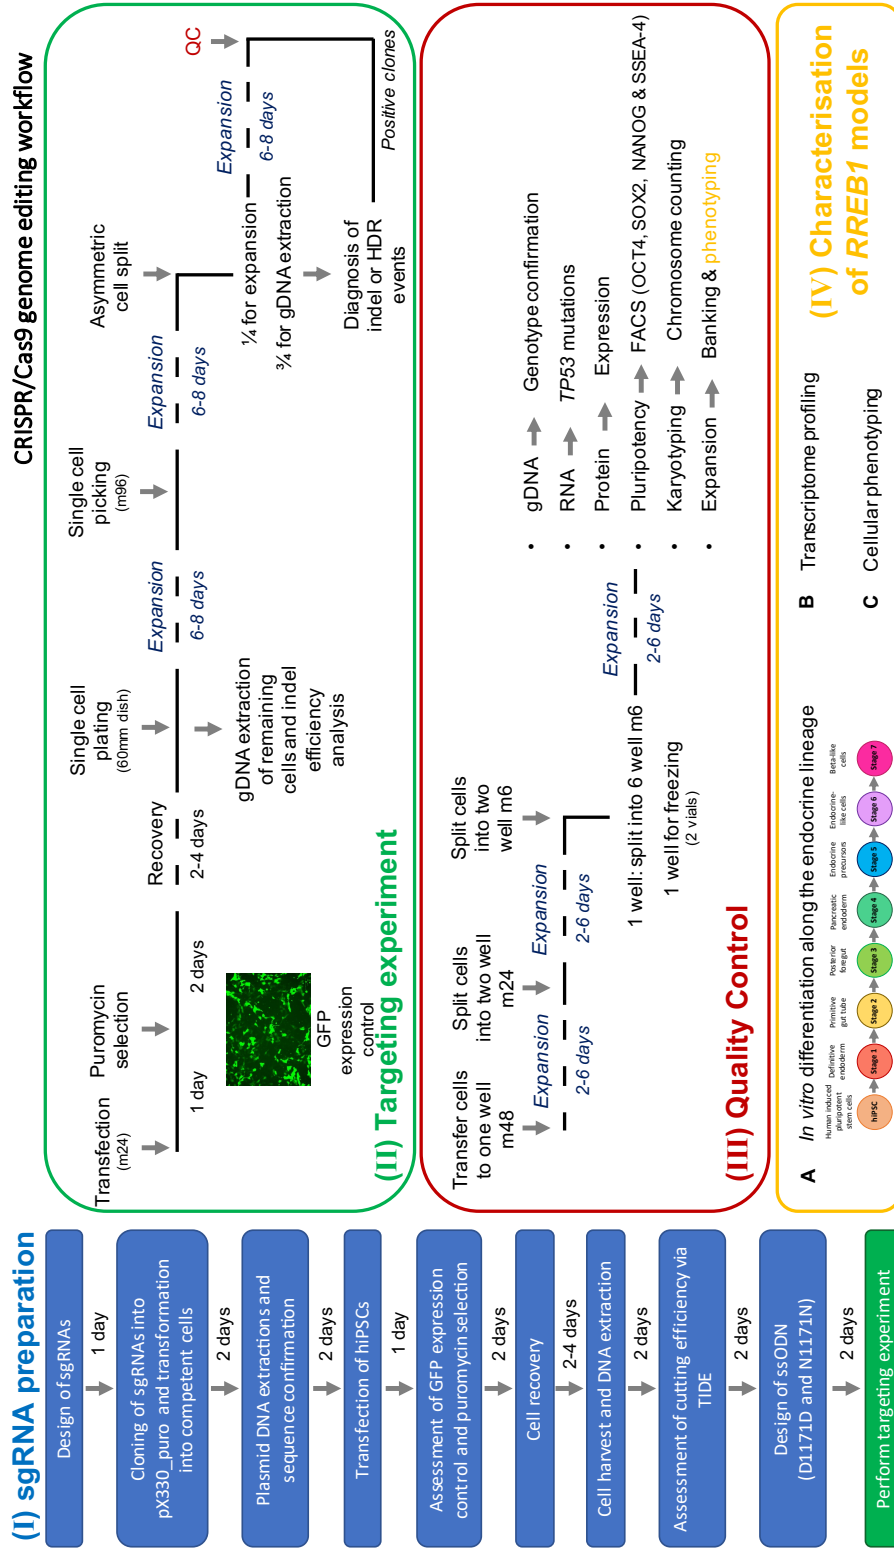 CRISPR/Cas9 genome editing workflow
(I) sgRNA preparation
Design of sgRNAs
1 day
Cloning of sgRNAs into
pX330_puro and transformation
into competent cells
2 days
Plasmid DNA extractions and
sequence confirmation
2 days
Transfection of hiPSCs
1 day
Assessment of GFP expression
control and puromycin selection
2 days
Cell recovery
2-4 days
Cell harvest and DNA extraction
2 days
Assessment of cutting efficiency via
TIDE
2 days
Design of ssODN
(D1171D and N1171N)
2 days
Perform targeting experiment
Transfection
(m24)
1 day
Puromycin
selection
2 days
GFP
expression
control
Recovery
2-4 days
Single cell
plating
(60mm dish)
gDNA extraction
of remaining
cells and indel
efficiency
analysis
Expansion
6-8 days
Single cell
picking
(m96)
Expansion
6-8 days
Asymmetric
cell split
¼ for expansion
¾ for gDNA extraction
Diagnosis of
indel or HDR
events
Expansion
6-8 days
QC
Positive clones
(II) Targeting experiment
Transfer cells
to one well
m48
Expansion
2-6 days
Split cells
into two well
m24
Expansion
2-6 days
Split cells
into two
well m6
1 well: split into 6 well m6
1 well for freezing
(2 vials)
Expansion
2-6 days
• gDNA Genotype confirmation
• RNA TP53 mutations
• Protein Expression
• Pluripotency FACS (OCT4, SOX2, NANOG & SSEA-4)
• Karyotyping Chromosome counting
• Expansion Banking & phenotyping
(III) Quality Control
A In vitro differentiation along the endocrine lineage
Human induced
pluripotent
stem cells
hiPSC
Definitive
endoderm
Stage 1
Primitive
gut tube
Stage 2
Posterior
foregut
Stage 3
Pancreatic
endoderm
Stage 4
Endocrine
precursors
Stage 5
Endocrine-
like cells
Stage 6
Beta-like
cells
Stage 7
B Transcriptome profiling
C Cellular phenotyping
(IV) Characterisation
of RREB1 models